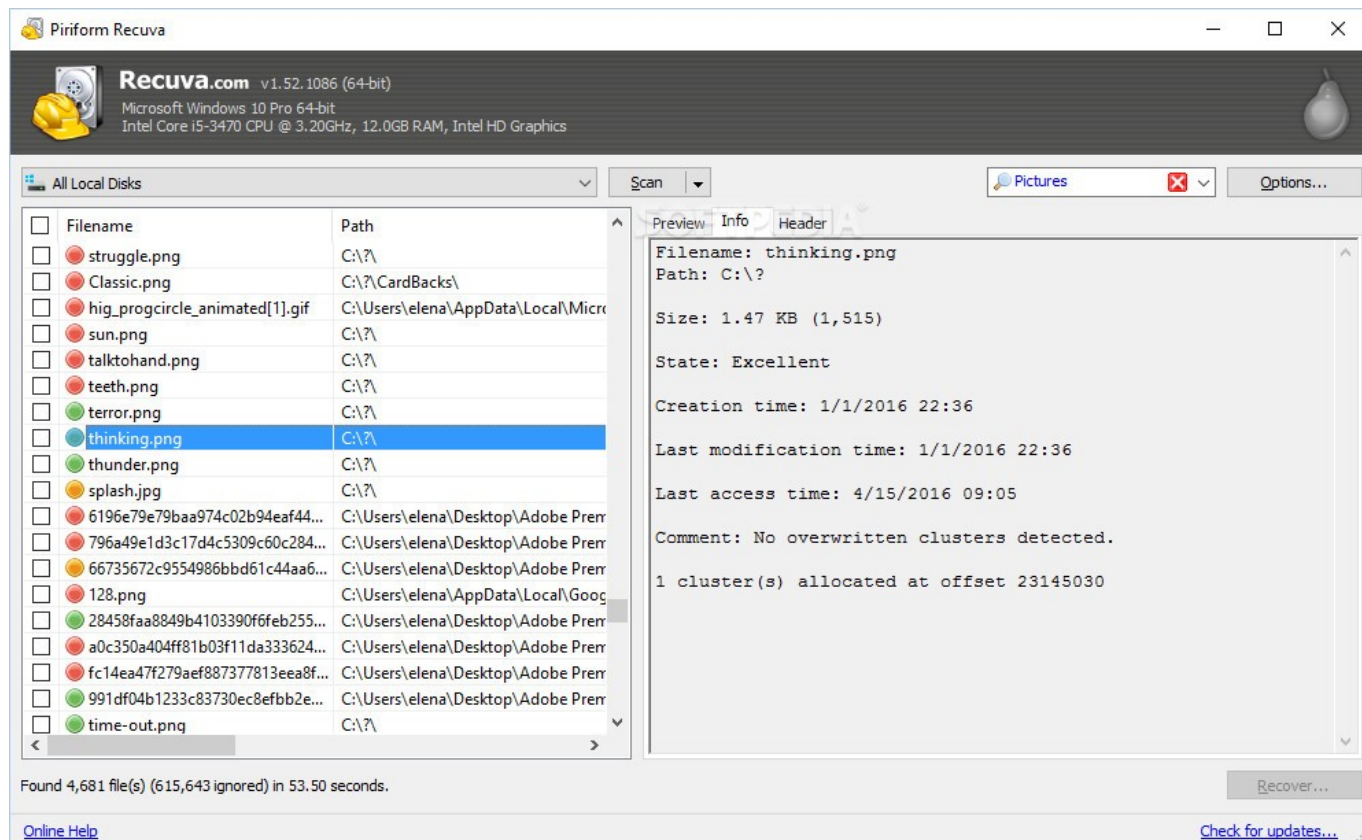 Piriform Recuva
Recuva.com v1.52.1086 (64-bit)
Microsoft Windows 10 Pro 64-bit
Intel Core i5-3470 CPU @ 3.20GHz, 12.0GB RAM, Intel HD Graphics
All Local Disks Scan Pictures Options...
SOFTPEDIA®
Filename Path
struggle.png C:\?\
Classic.png C:\?\CardBacks\
hig_progcircle_animated[1].gif C:\Users\elena\AppData\Local\Micro
sun.png C:\?\
talktohand.png C:\?\
teeth.png C:\?\
terror.png C:\?\
thinking.png C:\?\
thunder.png C:\?\
splash.jpg C:\?\
6196e79e79baa974c02b94eaf44... C:\Users\elena\Desktop\Adobe Prem
796a49e1d3c17d4c5309c60c284... C:\Users\elena\Desktop\Adobe Prem
66735672c9554986bbd61c44aa6... C:\Users\elena\Desktop\Adobe Prem
128.png C:\Users\elena\AppData\Local\Goog
28458faa8849b4103390f6feb255... C:\Users\elena\Desktop\Adobe Prem
a0c350a404ff81b03f11da333624... C:\Users\elena\Desktop\Adobe Prem
fc14ea47f279aef887377813eea8f... C:\Users\elena\Desktop\Adobe Prem
991df04b1233c83730ec8efbb2e... C:\Users\elena\Desktop\Adobe Prem
time-out.png C:\?\
Preview Info Header
Filename: thinking.png
Path: C:\?
Size: 1.47 KB (1,515)
State: Excellent
Creation time: 1/1/2016 22:36
Last modification time: 1/1/2016 22:36
Last access time: 4/15/2016 09:05
Comment: No overwritten clusters detected.
1 cluster(s) allocated at offset 23145030
Found 4,681 file(s) (615,643 ignored) in 53.50 seconds.
Recover...
Online Help Check for updates...